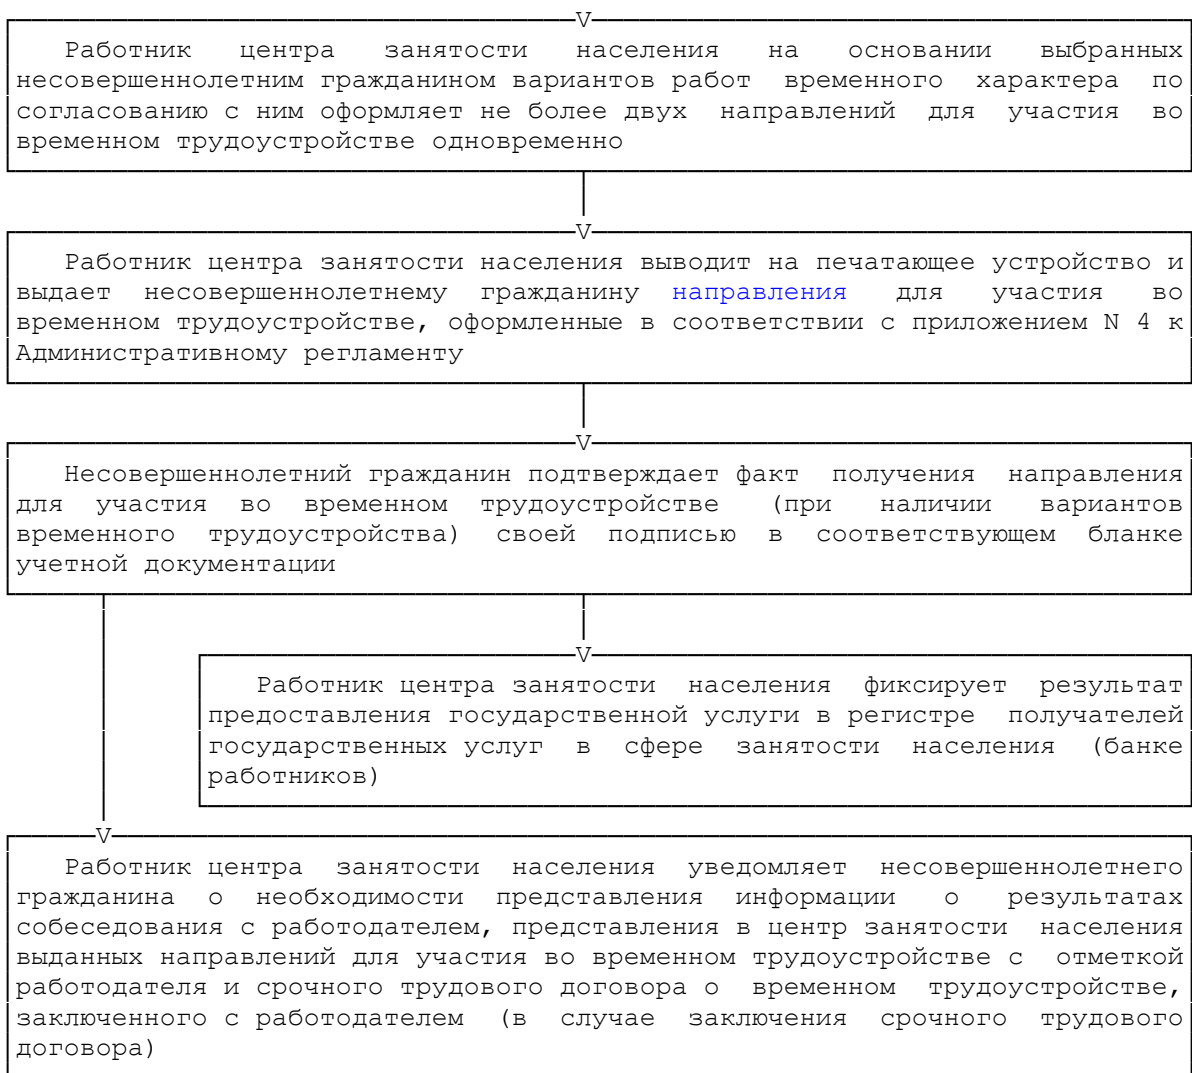 V
Работник центра занятости населения на основании выбранных
несовершеннолетним гражданином вариантов работ временного характера по
согласованию с ним оформляет не более двух направлений для участия во
временном трудоустройстве одновременно
V
Работник центра занятости населения выводит на печатающее устройство и
выдает несовершеннолетнему гражданину направления для участия во
временном трудоустройстве, оформленные в соответствии с приложением N 4 к
Административному регламенту
V
Несовершеннолетний гражданин подтверждает факт получения направления
для участия во временном трудоустройстве (при наличии вариантов
временного трудоустройства) своей подписью в соответствующем бланке
учетной документации
V
Работник центра занятости населения фиксирует результат
предоставления государственной услуги в регистре получателей
государственных услуг в сфере занятости населения (банке
работников)
V
Работник центра занятости населения уведомляет несовершеннолетнего
гражданина о необходимости представления информации о результатах
собеседования с работодателем, представления в центр занятости населения
выданных направлений для участия во временном трудоустройстве с отметкой
работодателя и срочного трудового договора о временном трудоустройстве,
заключенного с работодателем (в случае заключения срочного трудового
договора)